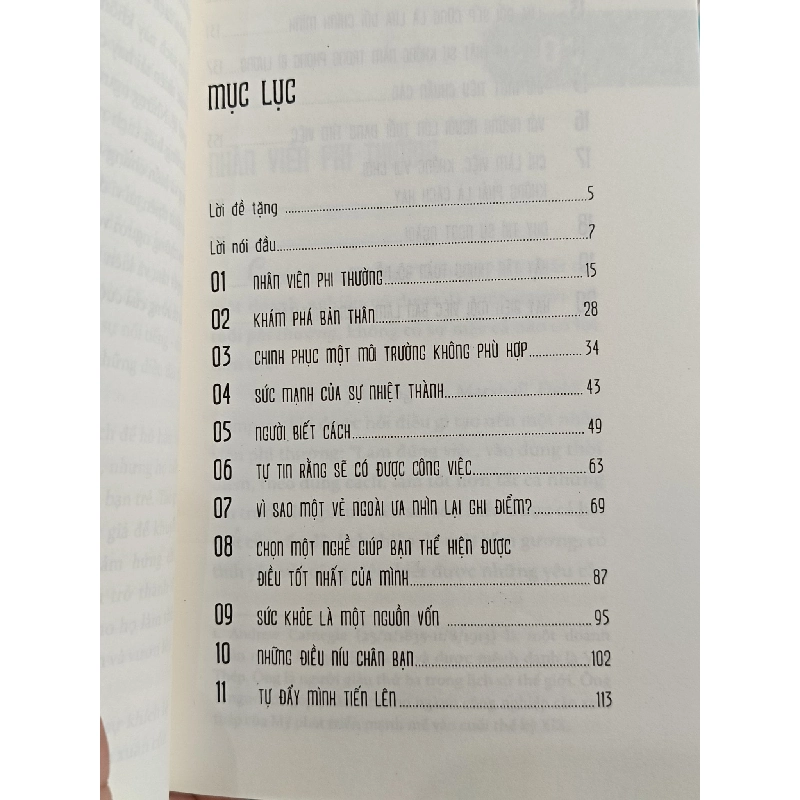 MỤC LỤC
Lời đề tặng 5
Lời nói đầu 7
01 NHÂN VIÊN PHI THƯỜNG 15
02 KHÁM PHÁ BẢN THÂN 28
03 CHINH PHỤC MỘT MÔI TRƯỜNG KHÔNG PHÙ HỢP 34
04 SỨC MẠNH CỦA SỰ NHIỆT THÀNH 43
05 NGƯỜI BIẾT CÁCH 49
06 TỰ TIN RẰNG SẼ CÓ ĐƯỢC CÔNG VIỆC 63
07 VÌ SAO MỘT VẺ NGOÀI ƯA NHÌN LẠI GHI ĐIỂM? 69
08 CHỌN MỘT NGHỀ GIÚP BẠN THỂ HIỆN ĐƯỢC
ĐIỀU TỐT NHẤT CỦA MÌNH 87
09 SỨC KHỎE LÀ MỘT NGUỒN VỐN 95
10 NHỮNG ĐIỀU NÍU CHÂN BẠN 102
11 TỰ ĐẨY MÌNH TIẾN LÊN 113